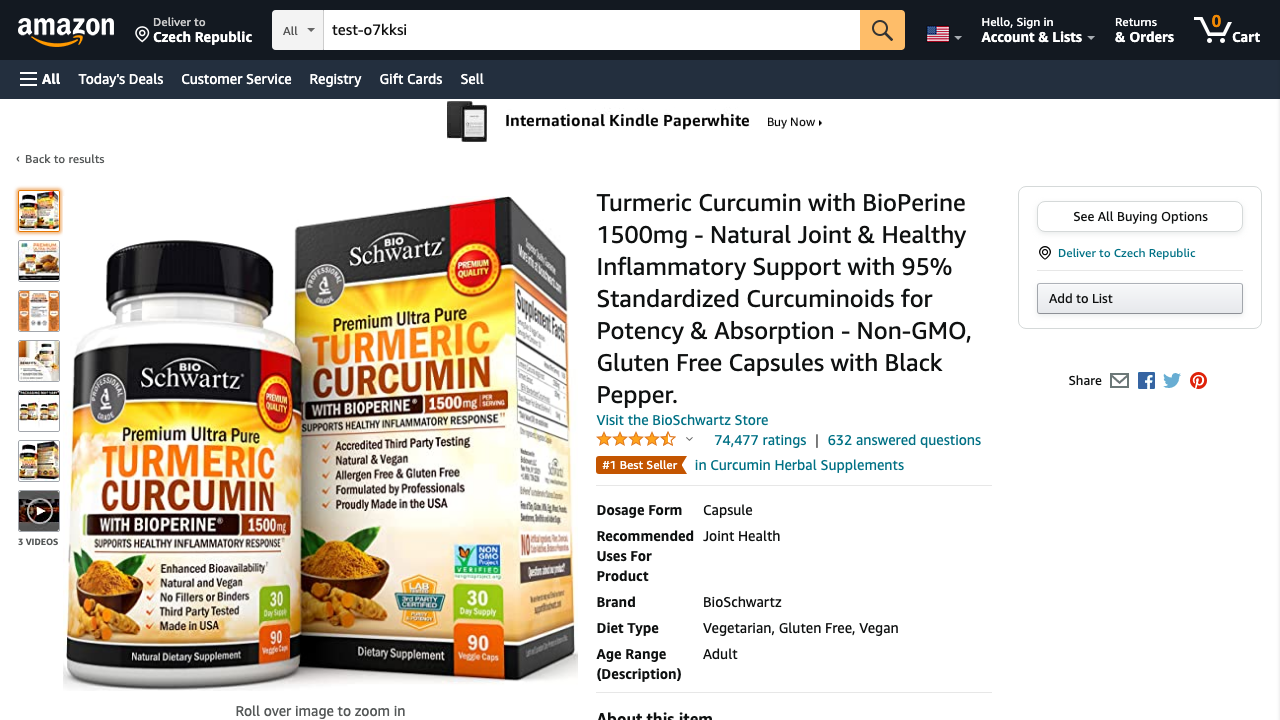 amazon
Deliver to
Czech Republic
All
test-o7kksi
Hello, Sign in
Account & Lists
Returns
& Orders
0
Cart
All
Today's Deals
Customer Service
Registry
Gift Cards
Sell
International Kindle Paperwhite
Buy Now
‹ Back to results
3 VIDEOS
BIO
Schwartz
PROFESSIONAL
GRADE
PREMIUM
QUALITY
Premium Ultra Pure
TURMERIC
CURCUMIN
WITH BIOPERINE® 1500mg
SUPPORTS HEALTHY INFLAMMATORY RESPONSE
Enhanced Bioavailability
Natural and Vegan
No Fillers or Binders
Third Party Tested
Made in USA
30
Day Supply
90
Veggie Caps
Natural Dietary Supplement
BIO
Schwartz
PROFESSIONAL
GRADE
PREMIUM
QUALITY
Premium Ultra Pure
TURMERIC
CURCUMIN
WITH BIOPERINE® 1500mg PER SERVING
SUPPORTS HEALTHY INFLAMMATORY RESPONSE
Accredited Third Party Testing
Natural & Vegan
Allergen Free & Gluten Free
Formulated by Professionals
Proudly Made in the USA
NON
GMO
Project
VERIFIED
LAB
TESTED
3rd PARTY
CERTIFIED
30
Day Supply
90
Veggie Caps
Dietary Supplement
Supplement Facts
Roll over image to zoom in
Turmeric Curcumin with BioPerine
1500mg - Natural Joint & Healthy
Inflammatory Support with 95%
Standardized Curcuminoids for
Potency & Absorption - Non-GMO,
Gluten Free Capsules with Black
Pepper.
Visit the BioSchwartz Store
74,477 ratings | 632 answered questions
#1 Best Seller in Curcumin Herbal Supplements
Dosage Form Capsule
Recommended Uses For Product Joint Health
Brand BioSchwartz
Diet Type Vegetarian, Gluten Free, Vegan
Age Range (Description) Adult
About this item
See All Buying Options
Deliver to Czech Republic
Add to List
Share